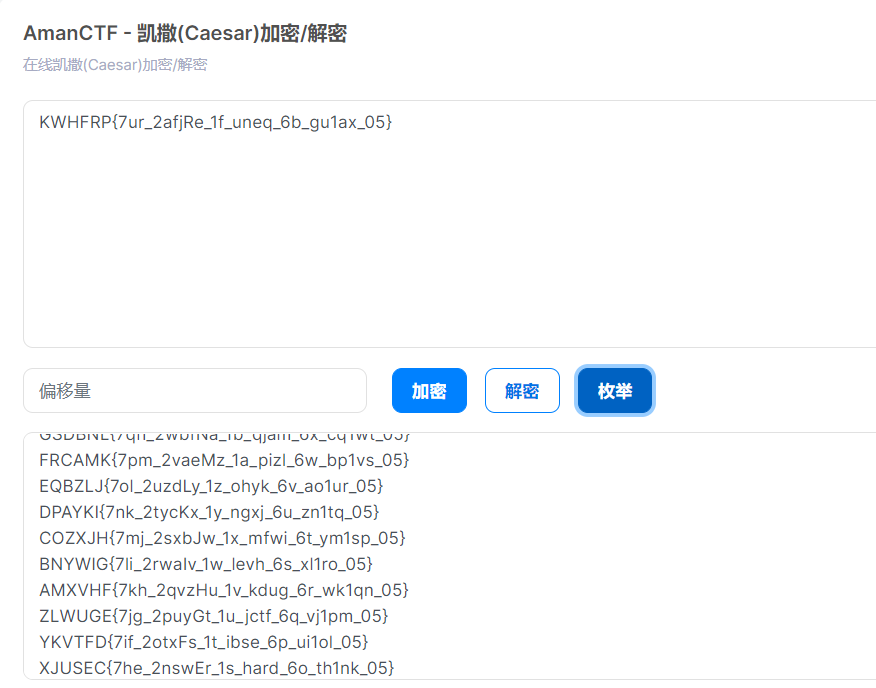 AmanCTF - 凯撒(Caesar)加密/解密
在线凯撒(Caesar)加密/解密
KWHFRP{7ur_2afjRe_1f_uneq_6b_gu1ax_05}
偏移量 加密 解密 枚举
GSDBNL{7qn_2wbfNa_1b_qjam_6x_cq1wt_05}
FRCAMK{7pm_2vaeMz_1a_pizl_6w_bp1vs_05}
EQBZLJ{7ol_2uzdLy_1z_ohyk_6v_ao1ur_05}
DPAYKI{7nk_2tycKx_1y_ngxj_6u_zn1tq_05}
COZXJH{7mj_2sxbJw_1x_mfwi_6t_ym1sp_05}
BNYWIG{7li_2rwaIv_1w_levh_6s_xl1ro_05}
AMXVHF{7kh_2qvzHu_1v_kdug_6r_wk1qn_05}
ZLWUGE{7jg_2puyGt_1u_jctf_6q_vj1pm_05}
YKVTFD{7if_2otxFs_1t_ibse_6p_ui1ol_05}
XJUSEC{7he_2nswEr_1s_hard_6o_th1nk_05}